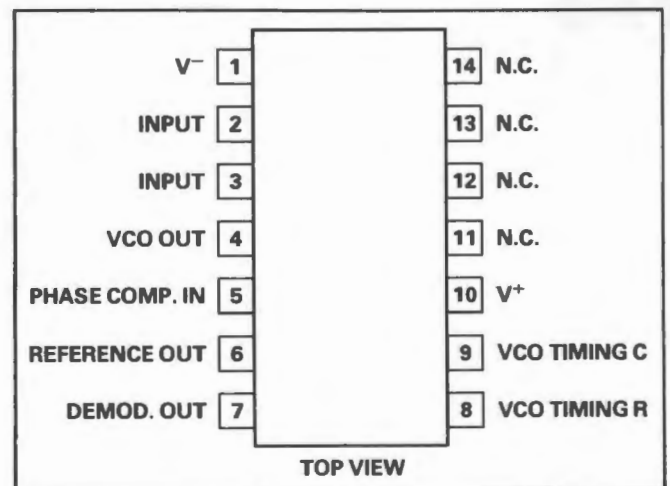 V− 1 14 N.C.
INPUT 2 13 N.C.
INPUT 3 12 N.C.
VCO OUT 4 11 N.C.
PHASE COMP. IN 5 10 V+
REFERENCE OUT 6 9 VCO TIMING C
DEMOD. OUT 7 8 VCO TIMING R
TOP VIEW